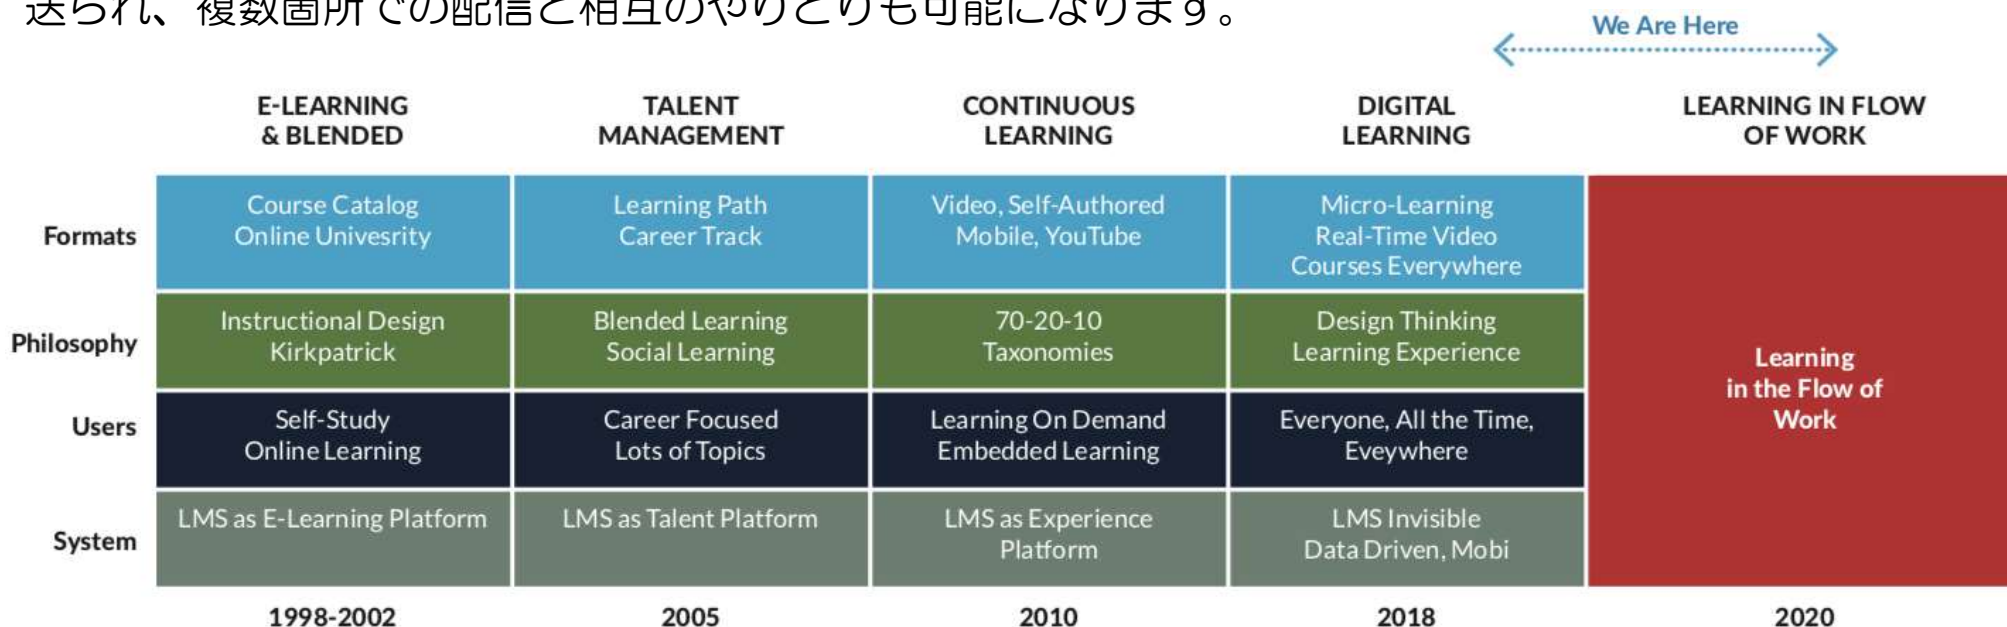 送られ、複数箇所での配信と相互のやりとりも可能になります。
We Are Here
E-LEARNING
& BLENDED
TALENT
MANAGEMENT
CONTINUOUS
LEARNING
DIGITAL
LEARNING
LEARNING IN FLOW
OF WORK
Formats
Course Catalog
Online Univesrity
Learning Path
Career Track
Video, Self-Authored
Mobile, YouTube
Micro-Learning
Real-Time Video
Courses Everywhere
Philosophy
Instructional Design
Kirkpatrick
Blended Learning
Social Learning
70-20-10
Taxonomies
Design Thinking
Learning Experience
Learning
in the Flow of
Work
Users
Self-Study
Online Learning
Career Focused
Lots of Topics
Learning On Demand
Embedded Learning
Everyone, All the Time,
Eveywhere
System
LMS as E-Learning Platform
LMS as Talent Platform
LMS as Experience
Platform
LMS Invisible
Data Driven, Mobi
1998-2002
2005
2010
2018
2020